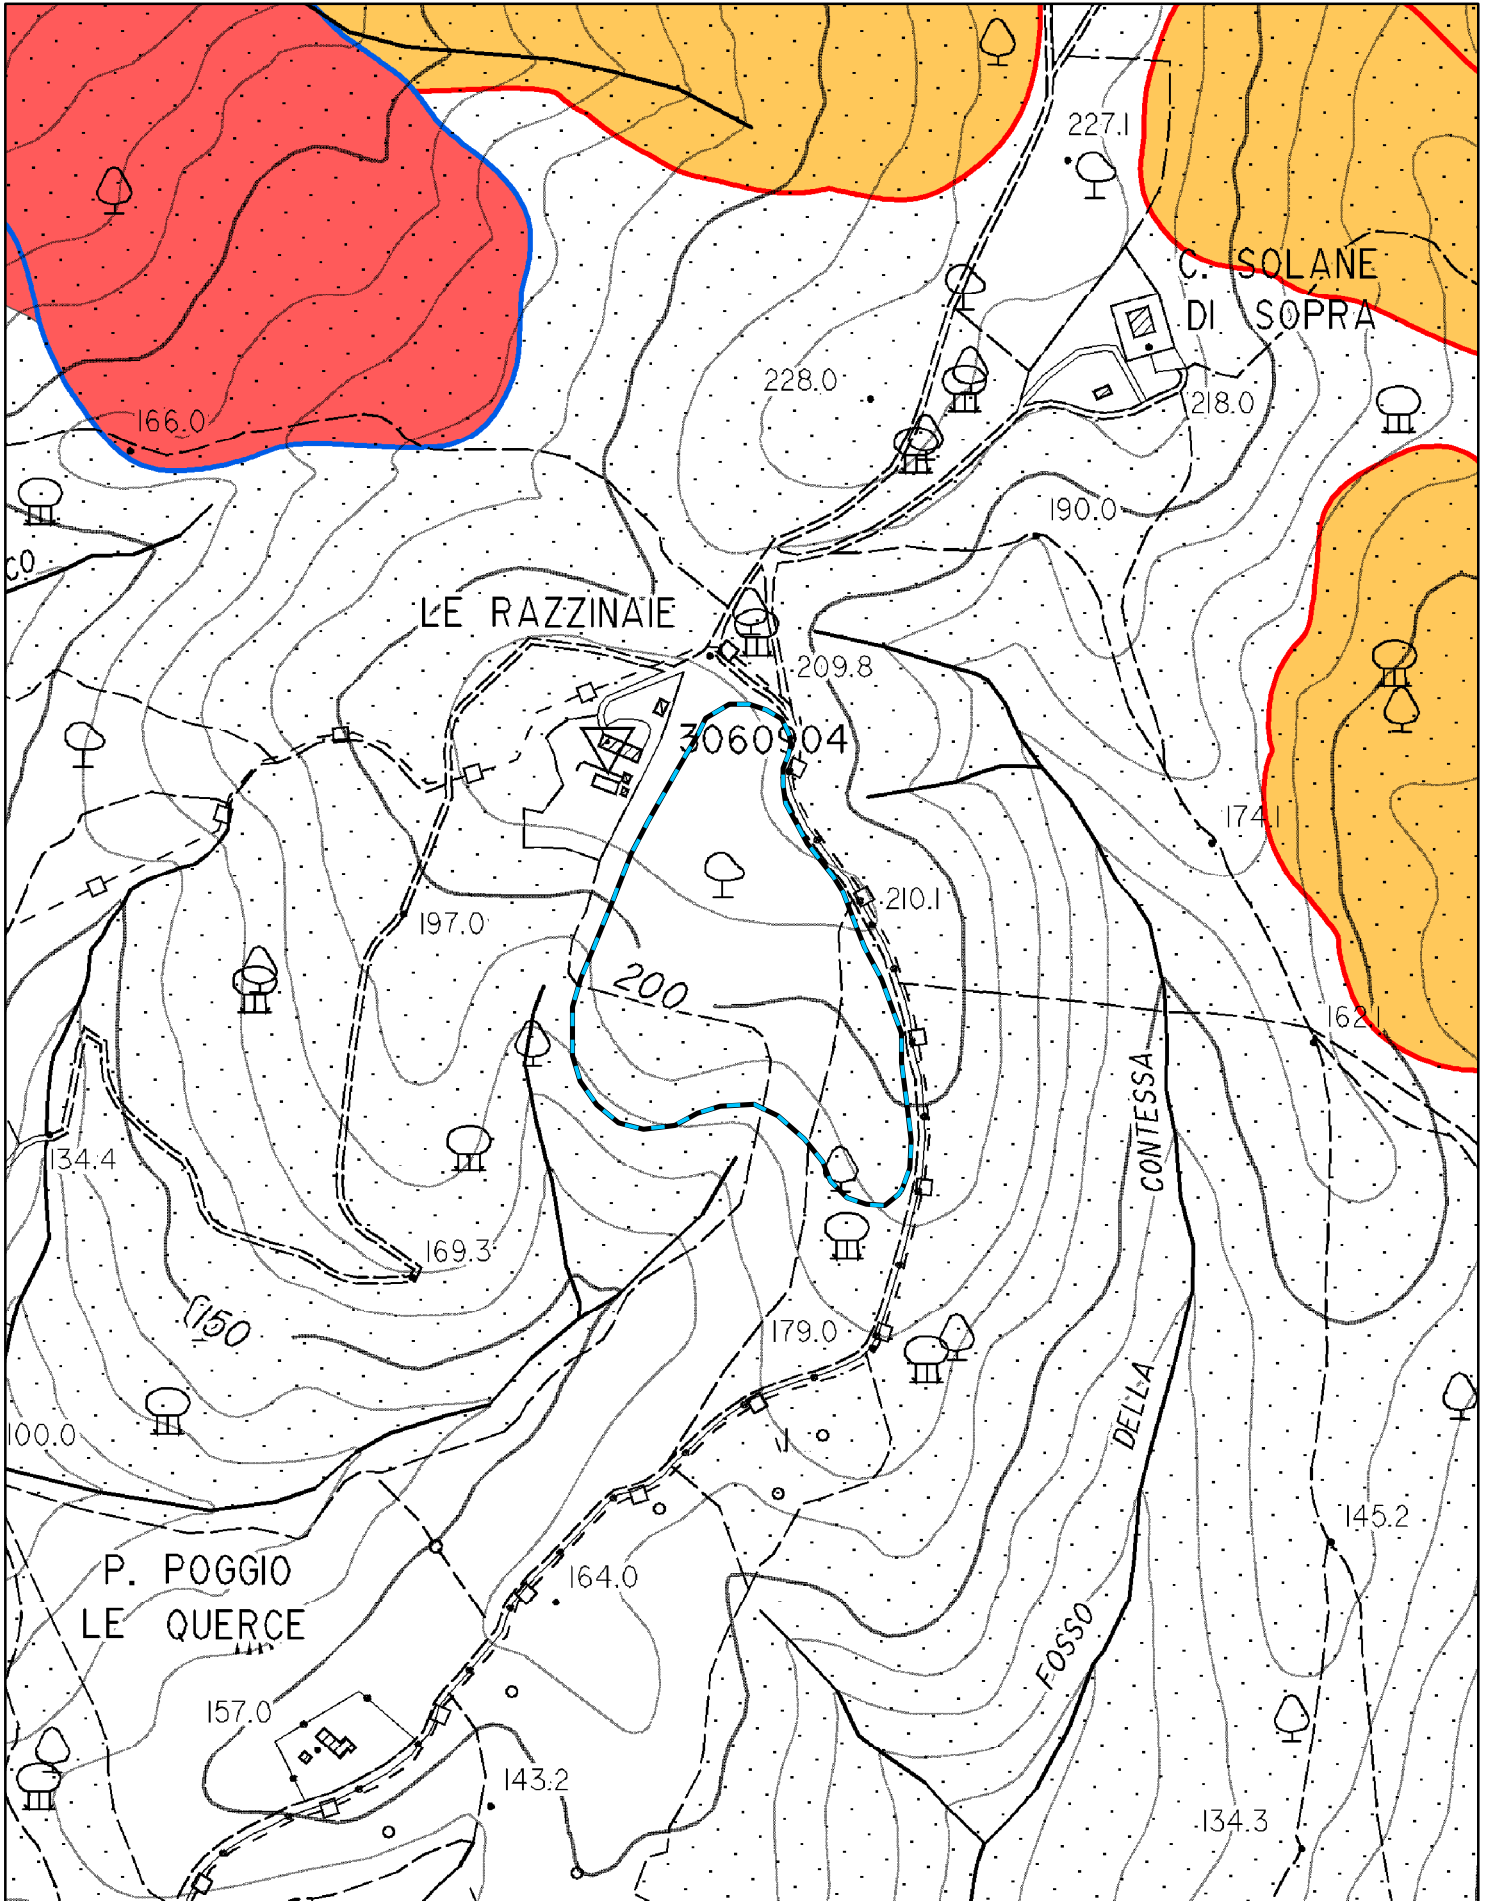 227.1
C. SOLANE
DI SOPRA
228.0
218.0
166.0
190.0
CO
LE RAZZINAIE
209.8
3060904
174.1
210.1
197.0
200
162.1
CONTESSA
134.4
169.3
150
179.0
DELLA
100.0
145.2
P. POGGIO
LE QUERCE
164.0
FOSSO
157.0
143.2
134.3